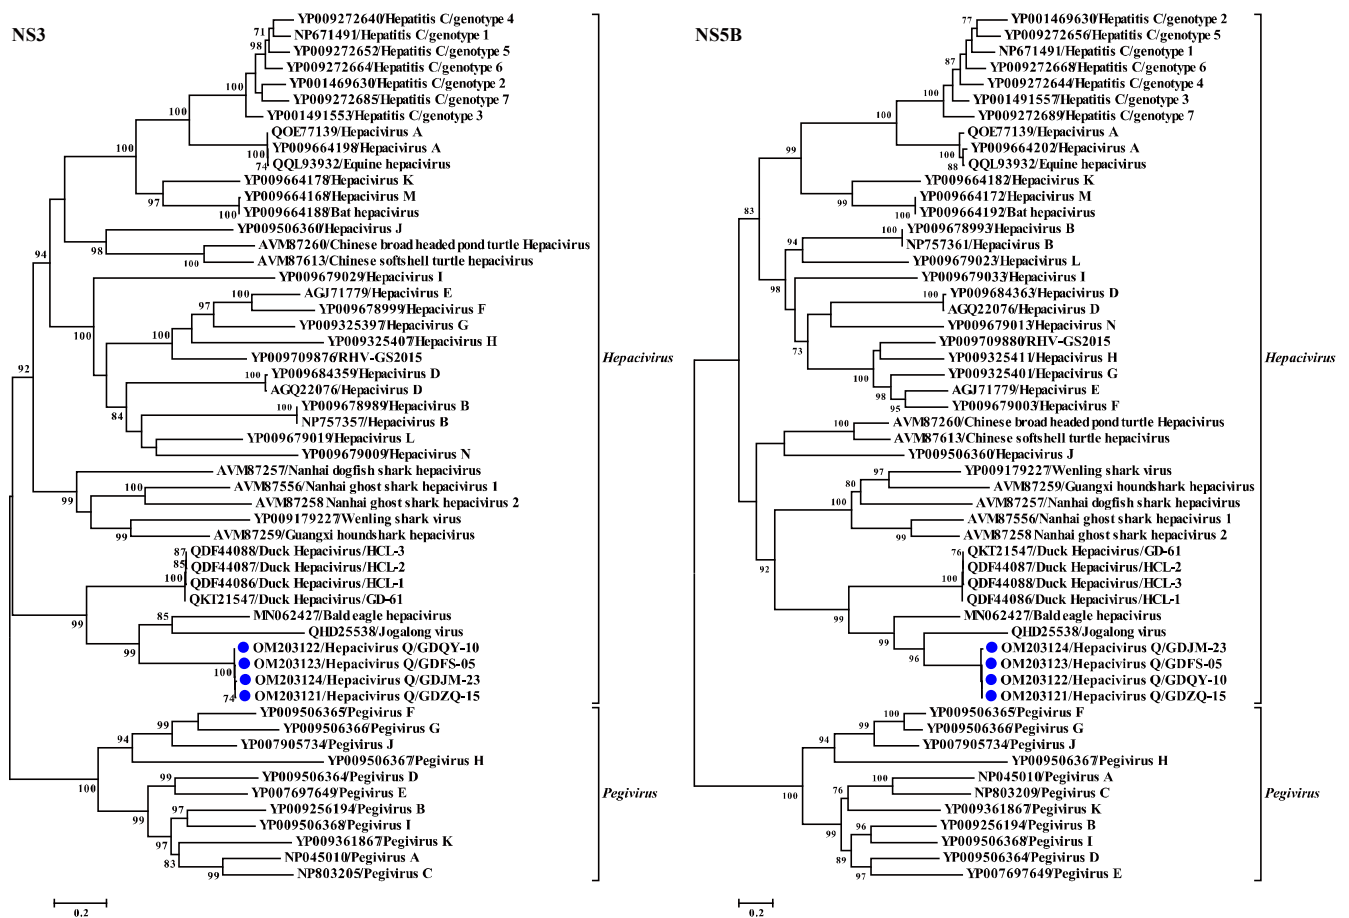 NS3
YP009272640/Hepatitis C/genotype 4
71
NP671491/Hepatitis C/genotype 1
98
YP009272652/Hepatitis C/genotype 5
YP009272664/Hepatitis C/genotype 6
YP001469630/Hepatitis C/genotype 2
100
YP009272685/Hepatitis C/genotype 7
100
YP001491553/Hepatitis C/genotype 3
QOE77139/Hepacivirus A
100
YP009664198/Hepacivirus A
100
74
QQL93932/Equine hepacivirus
YP009664178/Hepacivirus K
97
YP009664168/Hepacivirus M
100
YP009664188/Bat hepacivirus
YP009506360/Hepacivirus J
98
AVM87260/Chinese broad headed pond turtle Hepacivirus
94
100
AVM87613/Chinese softshell turtle hepacivirus
YP009679029/Hepacivirus I
100
AGJ71779/Hepacivirus E
97
YP009678999/Hepacivirus F
YP009325397/Hepacivirus G
100
100
YP009325407/Hepacivirus H
YP009709876/RHV-GS2015
92
100
YP009684359/Hepacivirus D
AGQ22076/Hepacivirus D
84
100
YP009678989/Hepacivirus B
NP757357/Hepacivirus B
YP009679019/Hepacivirus L
YP009679009/Hepacivirus N
AVM87257/Nanhai dogfish shark hepacivirus
99
100
AVM87556/Nanhai ghost shark hepacivirus 1
AVM87258 Nanhai ghost shark hepacivirus 2
YP009179227/Wenling shark virus
99
AVM87259/Guangxi houndshark hepacivirus
87
QDF44088/Duck Hepacivirus/HCL-3
85
QDF44087/Duck Hepacivirus/HCL-2
100
QDF44086/Duck Hepacivirus/HCL-1
QKT21547/Duck Hepacivirus/GD-61
99
85
MN062427/Bald eagle hepacivirus
QHD25538/Jogalong virus
99
OM203122/Hepacivirus Q/GDQY-10
100
OM203123/Hepacivirus Q/GDFS-05
OM203124/Hepacivirus Q/GDJM-23
74
OM203121/Hepacivirus Q/GDZQ-15
Hepacivirus
YP009506365/Pegivirus F
99
YP009506366/Pegivirus G
94
YP007905734/Pegivirus J
YP009506367/Pegivirus H
100
99
YP009506364/Pegivirus D
YP007697649/Pegivirus E
99
97
YP009256194/Pegivirus B
YP009506368/Pegivirus I
97
YP009361867/Pegivirus K
83
NP045010/Pegivirus A
99
NP803205/Pegivirus C
Pegivirus
0.2
NS5B
77
YP001469630/Hepatitis C/genotype 2
YP009272656/Hepatitis C/genotype 5
NP671491/Hepatitis C/genotype 1
87
YP009272668/Hepatitis C/genotype 6
YP009272644/Hepatitis C/genotype 4
100
YP001491557/Hepatitis C/genotype 3
100
YP009272689/Hepatitis C/genotype 7
QOE77139/Hepacivirus A
99
100
YP009664202/Hepacivirus A
88
QQL93932/Equine hepacivirus
YP009664182/Hepacivirus K
99
YP009664172/Hepacivirus M
100
YP009664192/Bat hepacivirus
83
YP009678993/Hepacivirus B
94
100
NP757361/Hepacivirus B
YP009679023/Hepacivirus L
98
YP009679033/Hepacivirus I
100
YP009684363/Hepacivirus D
AGQ22076/Hepacivirus D
YP009679013/Hepacivirus N
73
YP009709880/RHV-GS2015
YP009325411/Hepacivirus H
100
YP009325401/Hepacivirus G
98
AGJ71779/Hepacivirus E
95
YP009679003/Hepacivirus F
100
AVM87260/Chinese broad headed pond turtle Hepacivirus
AVM87613/Chinese softshell turtle hepacivirus
YP009506360/Hepacivirus J
97
YP009179227/Wenling shark virus
80
AVM87259/Guangxi houndshark hepacivirus
100
AVM87257/Nanhai dogfish shark hepacivirus
AVM87556/Nanhai ghost shark hepacivirus 1
99
AVM87258 Nanhai ghost shark hepacivirus 2
76
QKT21547/Duck Hepacivirus/GD-61
92
QDF44087/Duck Hepacivirus/HCL-2
100
QDF44088/Duck Hepacivirus/HCL-3
QDF44086/Duck Hepacivirus/HCL-1
99
MN062427/Bald eagle hepacivirus
99
QHD25538/Jogalong virus
96
OM203124/Hepacivirus Q/GDJM-23
OM203123/Hepacivirus Q/GDFS-05
OM203122/Hepacivirus Q/GDQY-10
OM203121/Hepacivirus Q/GDZQ-15
Hepacivirus
100
YP009506365/Pegivirus F
99
YP009506366/Pegivirus G
94
YP007905734/Pegivirus J
YP009506367/Pegivirus H
100
100
NP045010/Pegivirus A
76
NP803209/Pegivirus C
YP009361867/Pegivirus K
99
96
YP009256194/Pegivirus B
YP009506368/Pegivirus I
89
YP009506364/Pegivirus D
97
YP007697649/Pegivirus E
Pegivirus
0.2